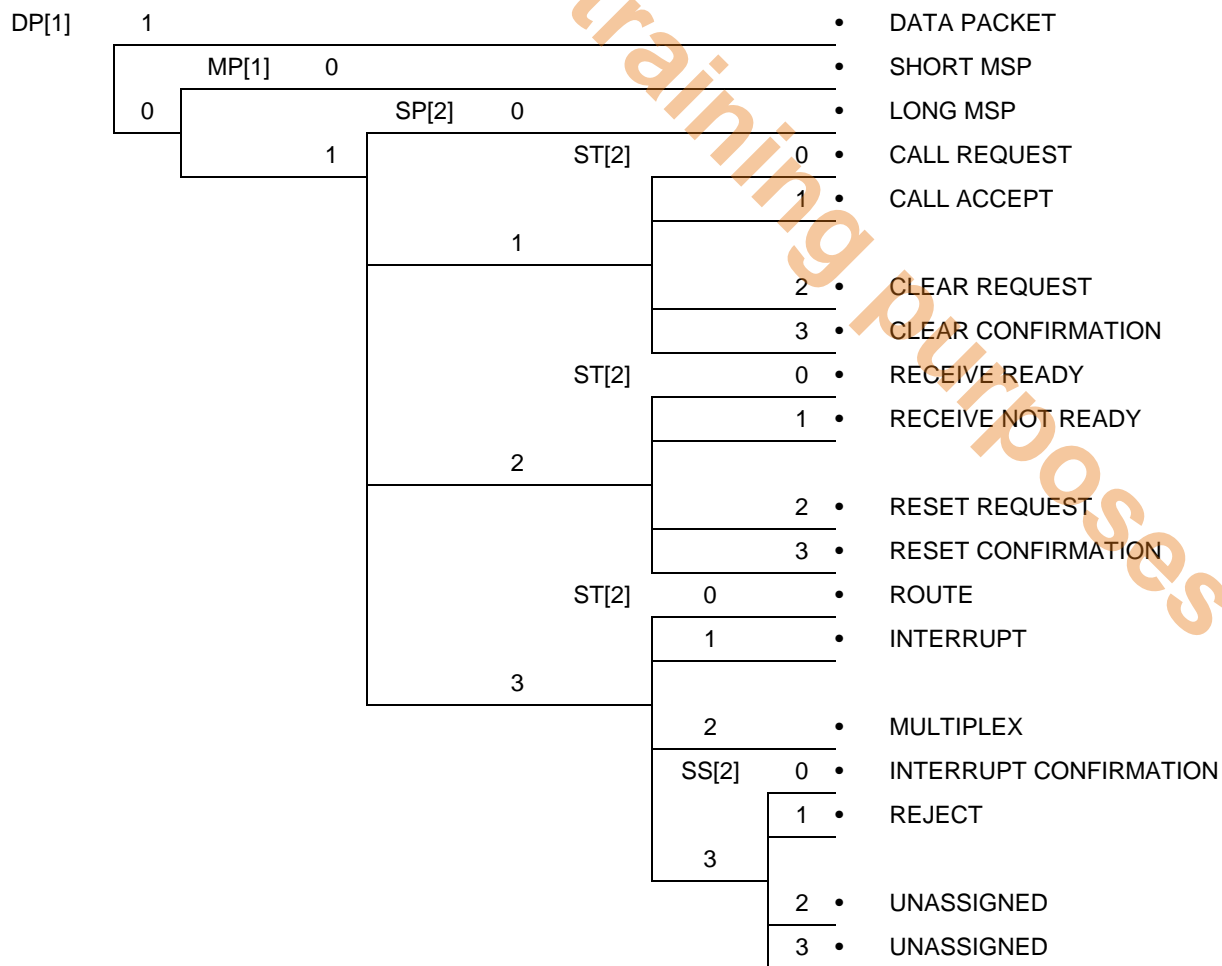 DP[1] 1 • DATA PACKET
MP[1] 0 • SHORT MSP
0 SP[2] 0 • LONG MSP
1 ST[2] 0 • CALL REQUEST
1 • CALL ACCEPT
1
2 • CLEAR REQUEST
3 • CLEAR CONFIRMATION
ST[2] 0 • RECEIVE READY
1 • RECEIVE NOT READY
2
2 • RESET REQUEST
3 • RESET CONFIRMATION
ST[2] 0 • ROUTE
1 • INTERRUPT
3
2 • MULTIPLEX
SS[2] 0 • INTERRUPT CONFIRMATION
1 • REJECT
3
2 • UNASSIGNED
3 • UNASSIGNED
training purposes